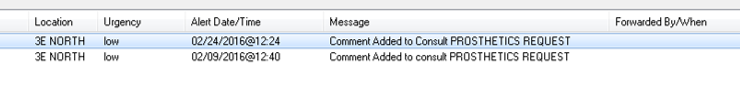 Location Urgency Alert Date/Time Message Forwarded By/When
3E NORTH low 02/24/2016@12:24 Comment Added to Consult PROSTHETICS REQUEST
3E NORTH low 02/09/2016@12:40 Comment Added to consult PROSTHETICS REQUEST